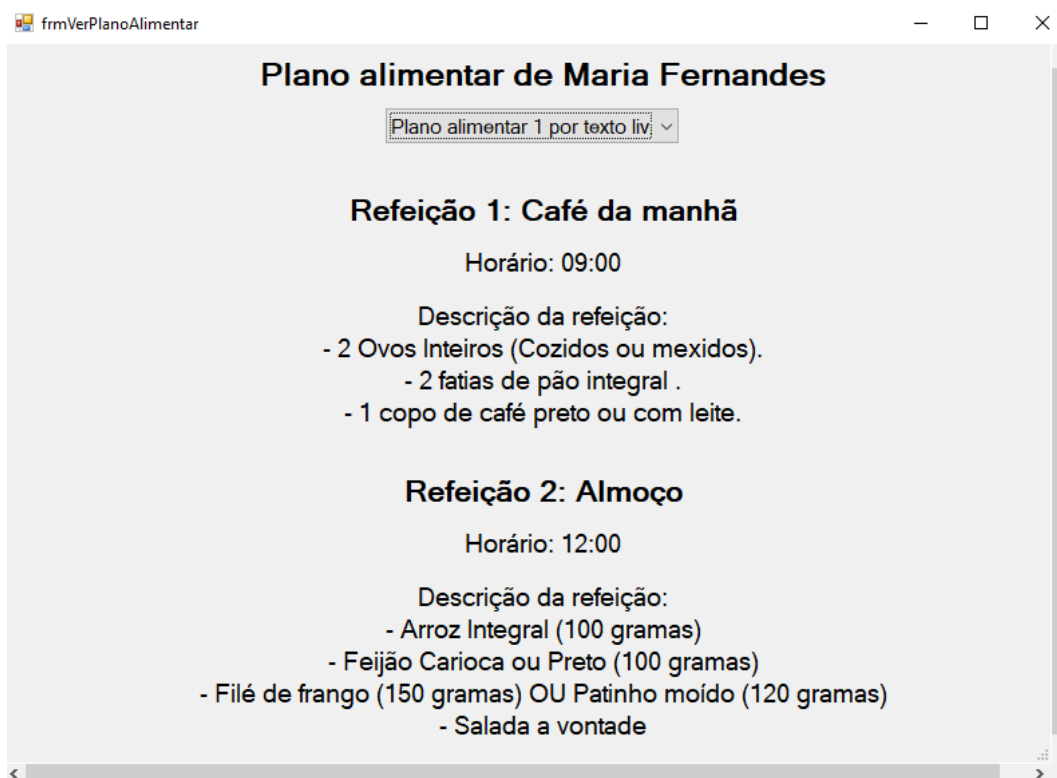 frmVerPlanoAlimentar
Plano alimentar de Maria Fernandes
Plano alimentar 1 por texto liv
Refeição 1: Café da manhã
Horário: 09:00
Descrição da refeição:
- 2 Ovos Inteiros (Cozidos ou mexidos).
- 2 fatias de pão integral .
- 1 copo de café preto ou com leite.
Refeição 2: Almoço
Horário: 12:00
Descrição da refeição:
- Arroz Integral (100 gramas)
- Feijão Carioca ou Preto (100 gramas)
- Filé de frango (150 gramas) OU Patinho moído (120 gramas)
- Salada a vontade